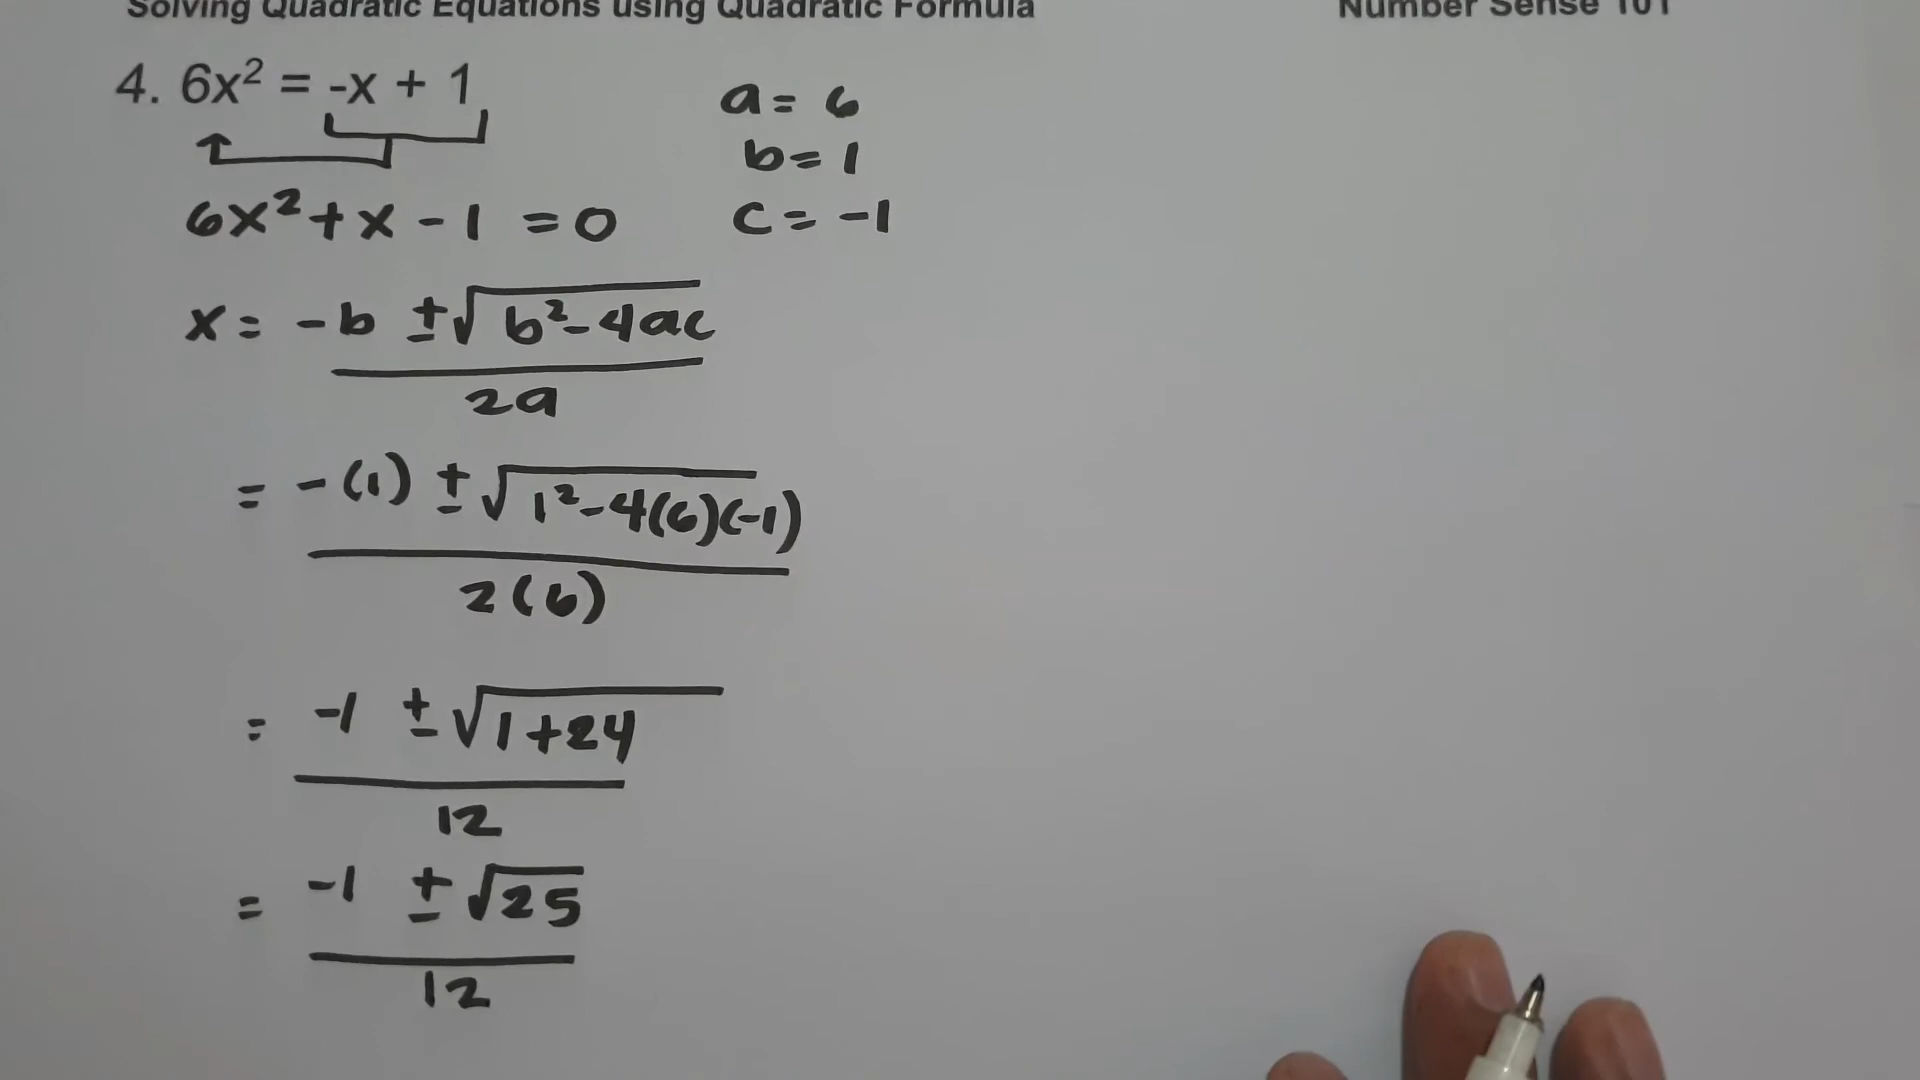 Solving Quadratic Equations using Quadratic Formula
Number Sense 101
4. 6x² = -x + 1
a = 6
b = 1
c = -1
6x² + x - 1 = 0
x = -b ± √b² - 4ac
2a
= -(1) ± √1² - 4(6)(-1)
2(6)
= -1 ± √1+24
12
= -1 ± √25
12